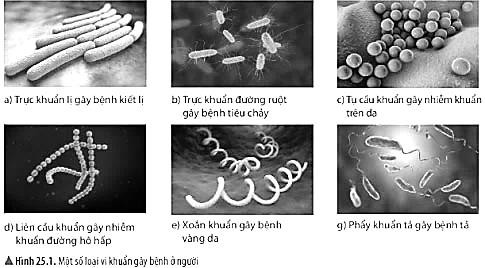 a) Trực khuẩn lị gây bệnh kiết lị
b) Trực khuẩn đường ruột
gây bệnh tiêu chảy
c) Tụ cầu khuẩn gây nhiễm khuẩn
trên da
d) Liên cầu khuẩn gây nhiễm
khuẩn đường hô hấp
e) Xoắn khuẩn gây bệnh
vàng da
g) Phẩy khuẩn tả gây bệnh tả
▲ Hình 25.1. Một số loại vi khuẩn gây bệnh ở người